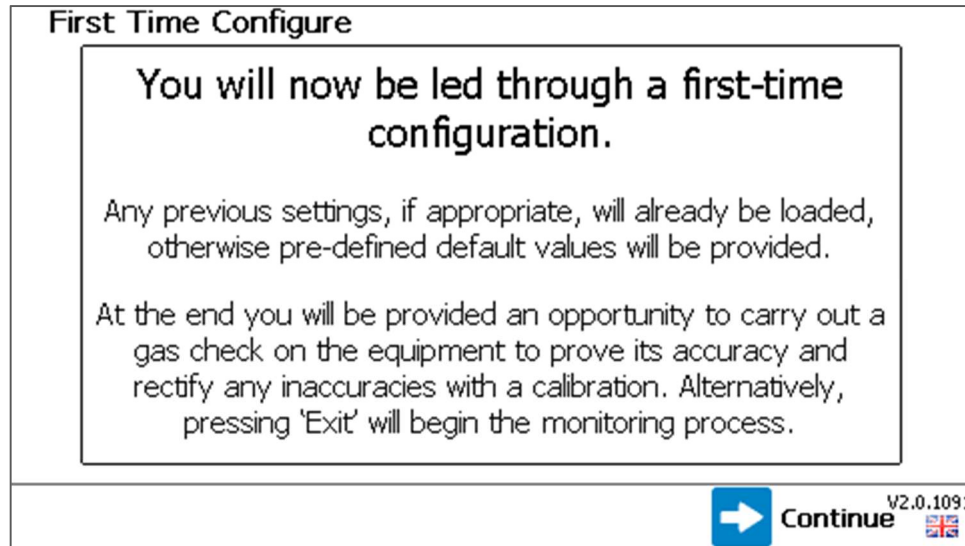 First Time Configure
You will now be led through a first-time
configuration.
Any previous settings, if appropriate, will already be loaded,
otherwise pre-defined default values will be provided.
At the end you will be provided an opportunity to carry out a
gas check on the equipment to prove its accuracy and
rectify any inaccuracies with a calibration. Alternatively,
pressing 'Exit' will begin the monitoring process.
Continue